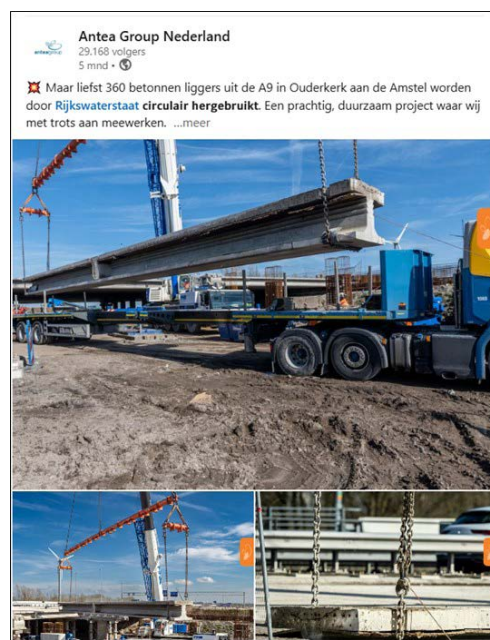 Antea Group Nederland
29.168 volgers
5 mnd •
anteagroup
💥 Maar liefst 360 betonnen liggers uit de A9 in Ouderkerk aan de Amstel worden
door Rijkswaterstaat circulair hergebruikt. Een prachtig, duurzaam project waar wij
met trots aan meewerken. ...meer